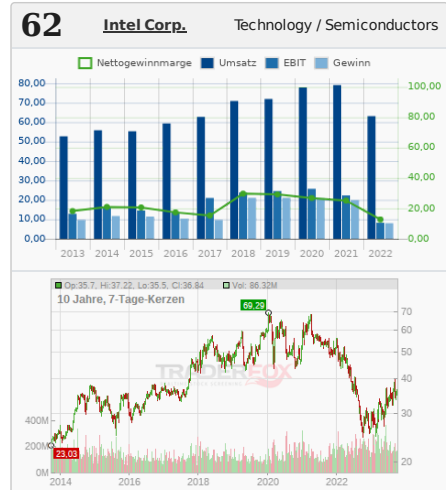 62 Intel Corp. Technology / Semiconductors
Nettogewinnmarge Umsatz EBIT Gewinn
80,00 100,00
70,00
60,00 80,00
50,00 60,00
40,00
30,00 40,00
20,00 20,00
10,00
0,00 0,00
2013 2014 2015 2016 2017 2018 2019 2020 2021 2022
Op:35.7, Hi:37.22, Lo:35.5, Cl:36.84 Vol: 86.32M
10 Jahre, 7-Tage-Kerzen
69,29
70
60
50
TRADERFOX
40
400M
30
200M
23,03
20
0M
2014 2016 2018 2020 2022